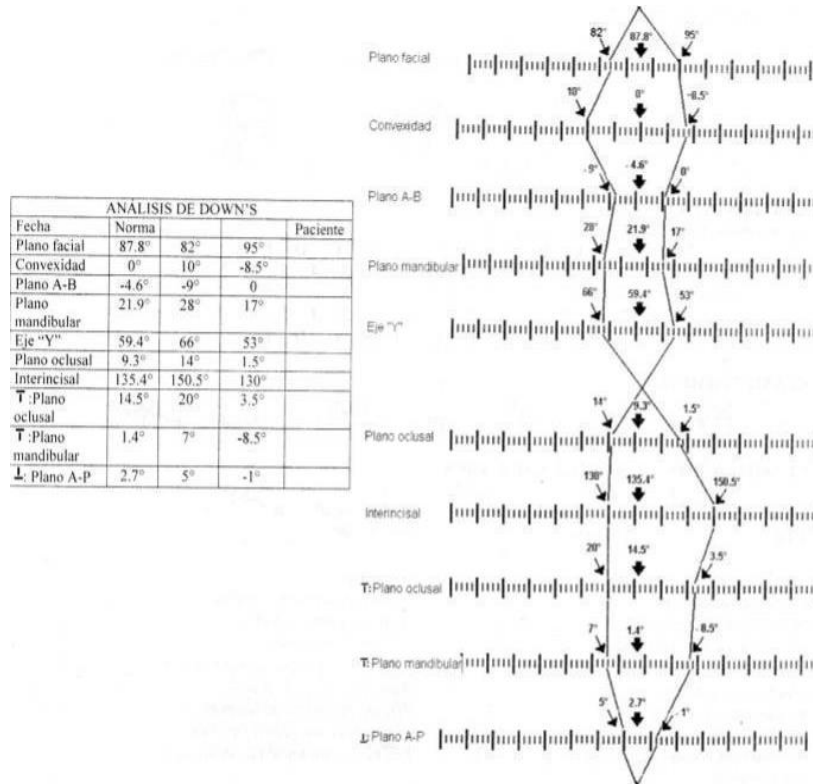 ANÁLISIS DE DOWN'S
Fecha Norma Paciente
Plano facial 87.8° 82° 95°
Convexidad 0° 10° -8.5°
Plano A-B -4.6° -9° 0
Plano mandibular 21.9° 28° 17°
Eje "Y" 59.4° 66° 53°
Plano oclusal 9.3° 14° 1.5°
Interincisal 135.4° 150.5° 130°
T :Plano oclusal 14.5° 20° 3.5°
T :Plano mandibular 1.4° 7° -8.5°
⊥: Plano A-P 2.7° 5° -1°
82° 87.8° 95°
Plano facial
10° 0° -8.5°
Convexidad
-9° -4.6° 0°
Plano A-B
28° 21.9° 17°
Plano mandibular
66° 59.4° 53°
Eje "Y"
14° 9.3° 1.5°
Plano oclusal
130° 135.4° 150.5°
Interincisal
20° 14.5° 3.5°
T:Plano oclusal
7° 1.4° -8.5°
T:Plano mandibular
5° 2.7° -1°
⊥:Plano A-P